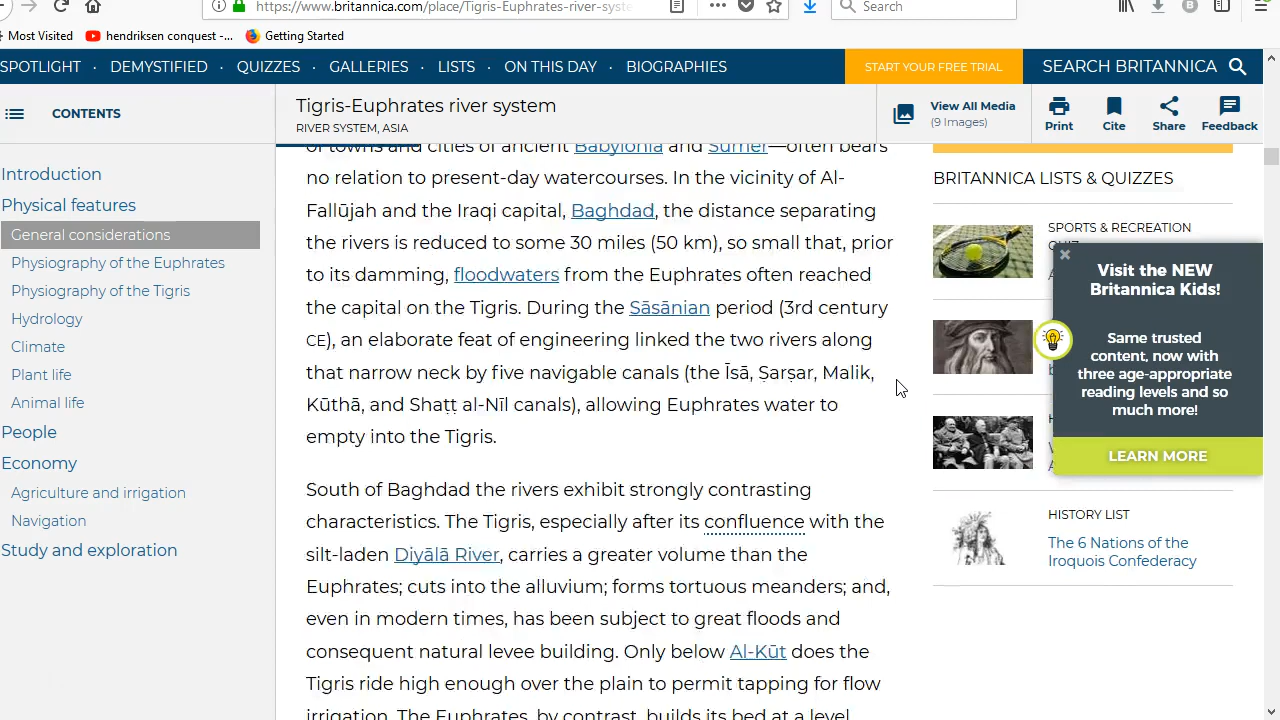 https://www.britannica.com/place/Tigris-Euphrates-river-syste
Search
Most Visited
hendriksen conquest -...
Getting Started
SPOTLIGHT · DEMYSTIFIED · QUIZZES · GALLERIES · LISTS · ON THIS DAY · BIOGRAPHIES
START YOUR FREE TRIAL
SEARCH BRITANNICA
CONTENTS
Introduction
Physical features
General considerations
Physiography of the Euphrates
Physiography of the Tigris
Hydrology
Climate
Plant life
Animal life
People
Economy
Agriculture and irrigation
Navigation
Study and exploration
Tigris-Euphrates river system
RIVER SYSTEM, ASIA
View All Media
(9 Images)
Print
Cite
Share
Feedback
of towns and cities of ancient Babylonia and Sumer—often bears
no relation to present-day watercourses. In the vicinity of Al-
Fallūjah and the Iraqi capital, Baghdad, the distance separating
the rivers is reduced to some 30 miles (50 km), so small that, prior
to its damming, floodwaters from the Euphrates often reached
the capital on the Tigris. During the Sāsānian period (3rd century
CE), an elaborate feat of engineering linked the two rivers along
that narrow neck by five navigable canals (the Īsā, Ṣarṣar, Malik,
Kūthā, and Shaṭṭ al-Nīl canals), allowing Euphrates water to
empty into the Tigris.
South of Baghdad the rivers exhibit strongly contrasting
characteristics. The Tigris, especially after its confluence with the
silt-laden Diyālā River, carries a greater volume than the
Euphrates; cuts into the alluvium; forms tortuous meanders; and,
even in modern times, has been subject to great floods and
consequent natural levee building. Only below Al-Kūt does the
Tigris ride high enough over the plain to permit tapping for flow
irrigation. The Euphrates, by contrast, builds its bed at a level
BRITANNICA LISTS & QUIZZES
SPORTS & RECREATION
QUIZ
Visit the NEW
Britannica Kids!
Same trusted
content, now with
three age-appropriate
reading levels and so
much more!
LEARN MORE
HISTORY LIST
The 6 Nations of the
Iroquois Confederacy